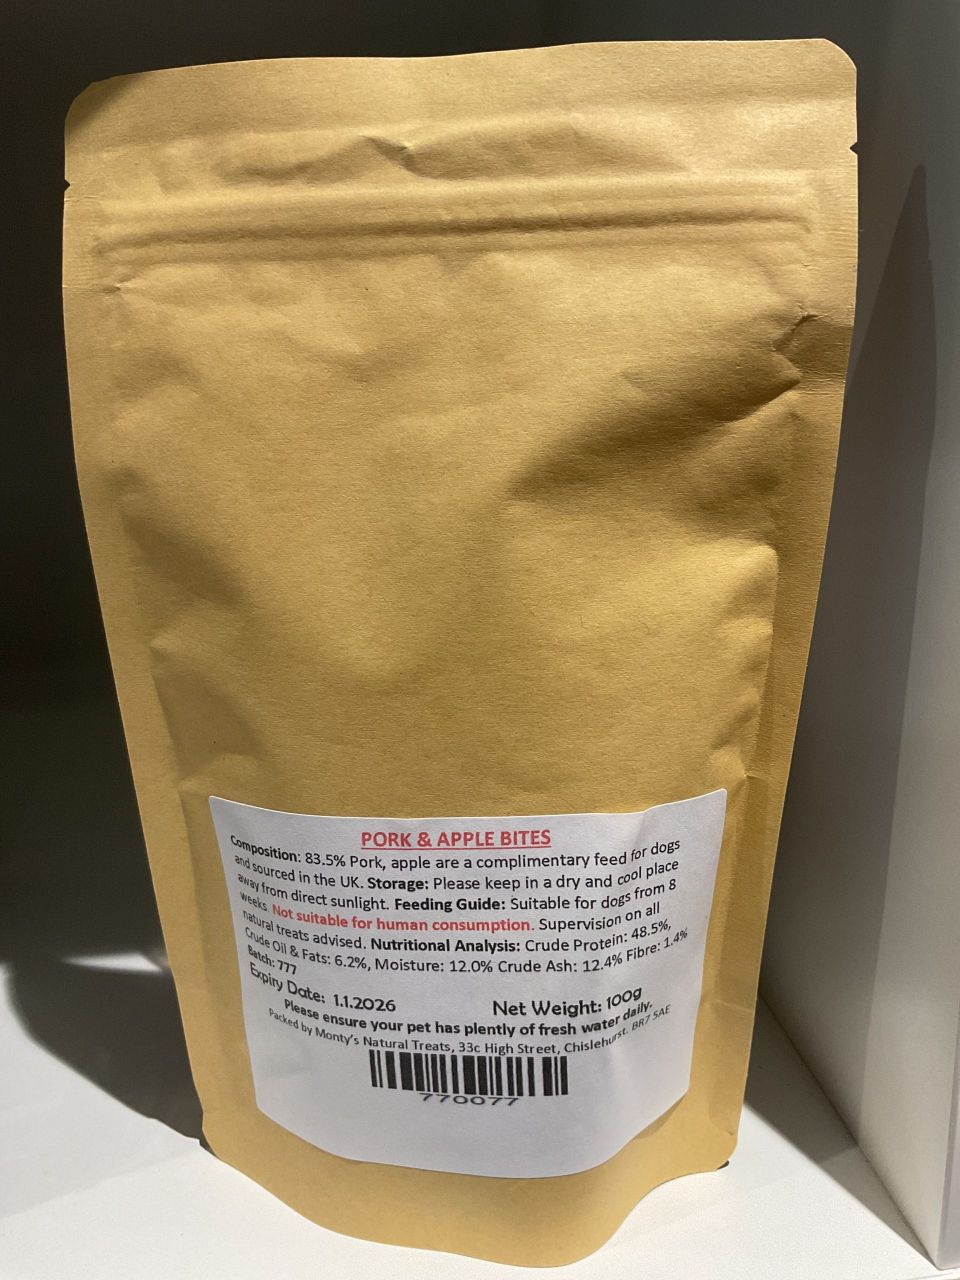 PORK & APPLE BITES
Composition: 83.5% Pork, apple are a complimentary feed for dogs
and sourced in the UK. Storage: Please keep in a dry and cool place
away from direct sunlight. Feeding Guide: Suitable for dogs from 8
weeks. Not suitable for human consumption. Supervision on all
natural treats advised. Nutritional Analysis: Crude Protein: 48.5%,
Crude Oil & Fats: 6.2%, Moisture: 12.0% Crude Ash: 12.4% Fibre: 1.4%
Batch: 777
Expiry Date: 1.1.2026 Net Weight: 100g
Please ensure your pet has plenty of fresh water daily.
Packed by Monty's Natural Treats, 33c High Street, Chislehurst. BR7 5AE
770077